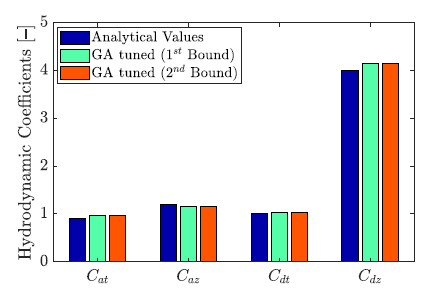 Hydrodynamic Coefficients [-]
5
4
3
2
1
0
Analytical Values
GA tuned (1st Bound)
GA tuned (2nd Bound)
Cat
Caz
Cdt
Cdz